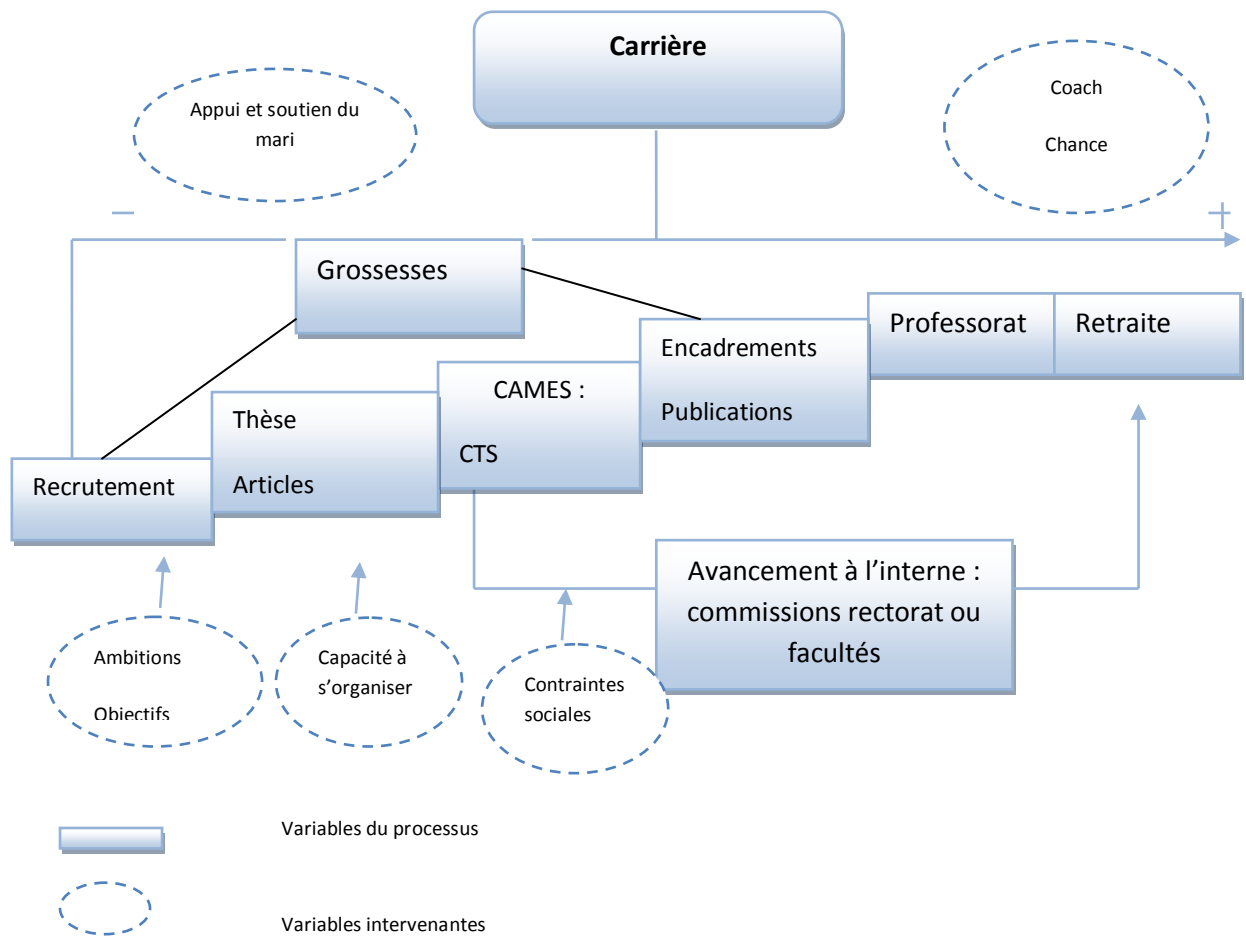 Carrière
Appui et soutien du
mari
Coach
Chance
–
+
Grossesses
Professorat
Retraite
Encadrements
Publications
CAMES :
CTS
Thèse
Articles
Recrutement
Avancement à l’interne :
commissions rectorat ou
facultés
Ambitions
Objectifs
Capacité à
s’organiser
Contraintes
sociales
Variables du processus
Variables intervenantes